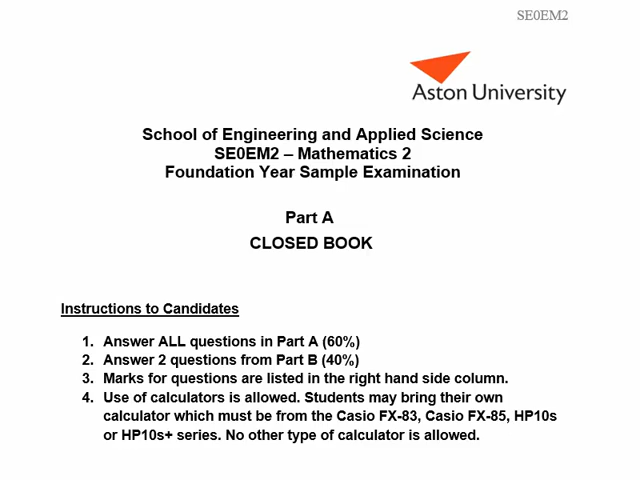 SE0EM2
Aston University
School of Engineering and Applied Science
SE0EM2 – Mathematics 2
Foundation Year Sample Examination
Part A
CLOSED BOOK
Instructions to Candidates
1. Answer ALL questions in Part A (60%)
2. Answer 2 questions from Part B (40%)
3. Marks for questions are listed in the right hand side column.
4. Use of calculators is allowed. Students may bring their own
calculator which must be from the Casio FX-83, Casio FX-85, HP10s
or HP10s+ series. No other type of calculator is allowed.